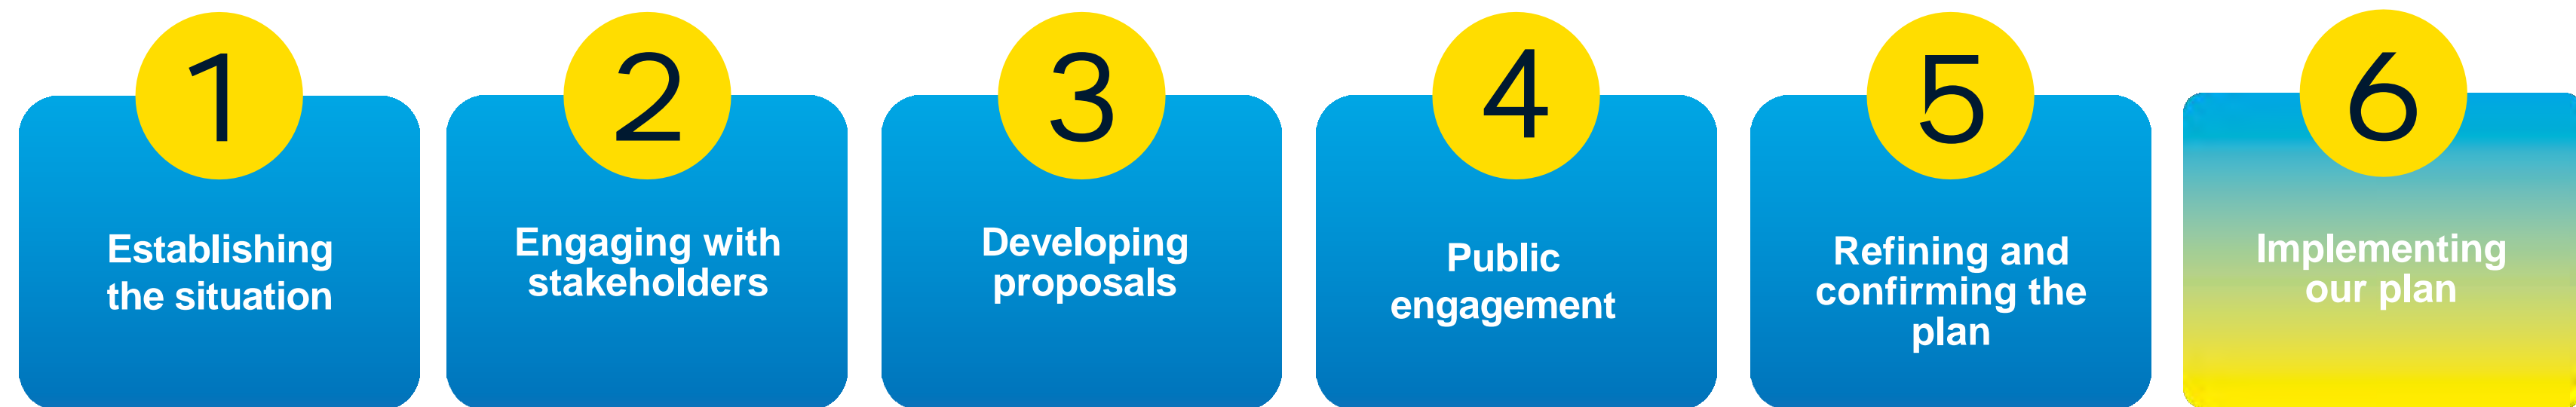 1
Establishing
the situation
2
Engaging with
stakeholders
3
Developing
proposals
4
Public
engagement
5
Refining and
confirming the
plan
6
Implementing
our plan